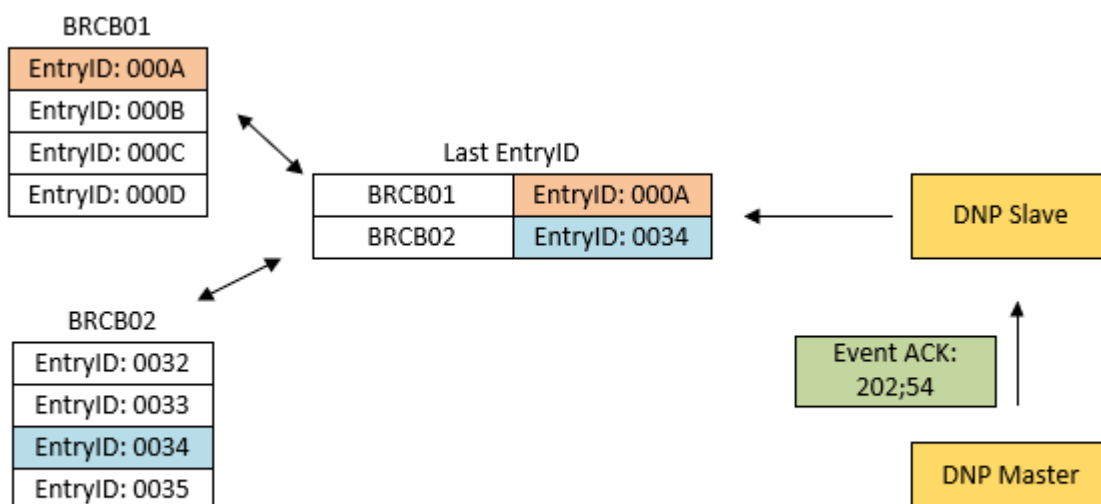 BRCB01
EntryID: 000A
EntryID: 000B
EntryID: 000C
EntryID: 000D
Last EntryID
BRCB01 EntryID: 000A
BRCB02 EntryID: 0034
DNP Slave
BRCB02
EntryID: 0032
EntryID: 0033
EntryID: 0034
EntryID: 0035
Event ACK:
202;54
DNP Master